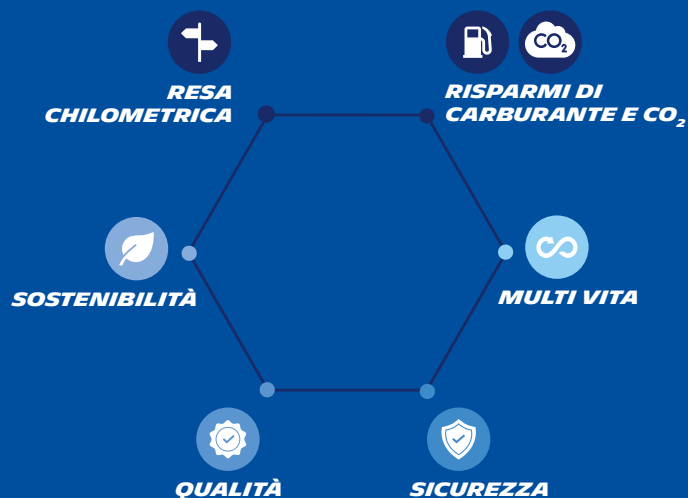 CO₂
RESA
CHILOMETRICA
RISPARMI DI
CARBURANTE E CO₂
SOSTENIBILITÀ
MULTI VITA
QUALITÀ
SICUREZZA